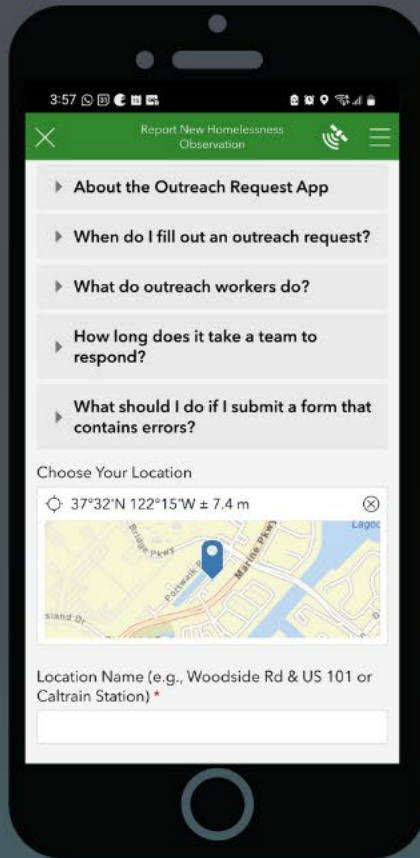 3:57
Report New Homelessness
Observation
About the Outreach Request App
When do I fill out an outreach request?
What do outreach workers do?
How long does it take a team to
respond?
What should I do if I submit a form that
contains errors?
Choose Your Location
37°32'N 122°15'W ± 7.4 m
Bridge Pkwy
Lagoo
Portwalk
Marine Pkwy
sland Dr
Location Name (e.g., Woodside Rd & US 101 or
Caltrain Station) *